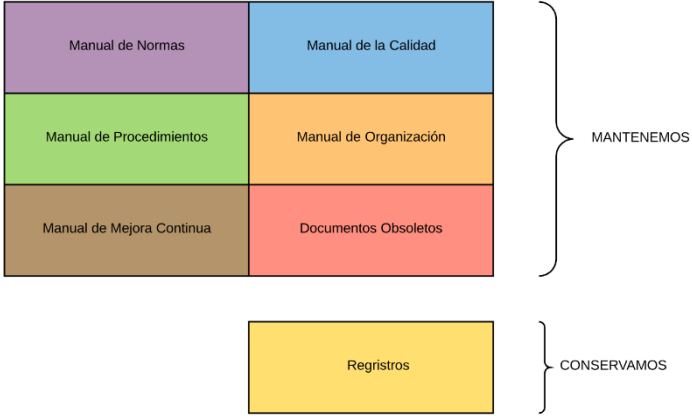 Manual de Normas
Manual de la Calidad
Manual de Procedimientos
Manual de Organización
MANTENEMOS
Manual de Mejora Continua
Documentos Obsoletos
Regristros
CONSERVAMOS